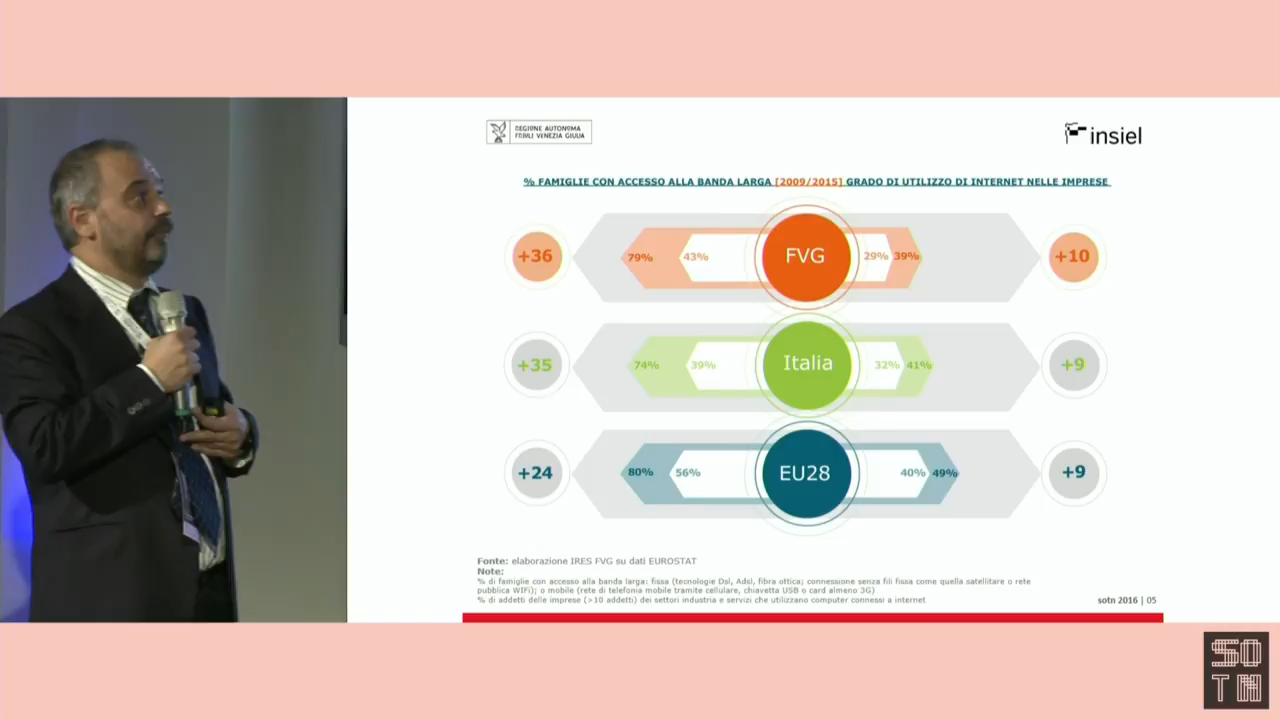 REGIONE AUTONOMA
FRIULI VENEZIA GIULIA
insiel
% FAMIGLIE CON ACCESSO ALLA BANDA LARGA [2009/2015] GRADO DI UTILIZZO DI INTERNET NELLE IMPRESE
+36 79% 43% FVG 29% 39% +10
+35 74% 39% Italia 32% 41% +9
+24 80% 56% EU28 40% 49% +9
Fonte: elaborazione IRES FVG su dati EUROSTAT
Note:
% di famiglie con accesso alla banda larga: fissa (tecnologie Dsl, Adsl, fibra ottica; connessione senza fili fissa come quella satellitare o rete
pubblica WIFI); o mobile (rete di telefonia mobile tramite cellulare, chiavetta USB o card almeno 3G)
% di addetti delle imprese (>10 addetti) dei settori industria e servizi che utilizzano computer connessi a internet
sotn 2016 | 05
SO
TN